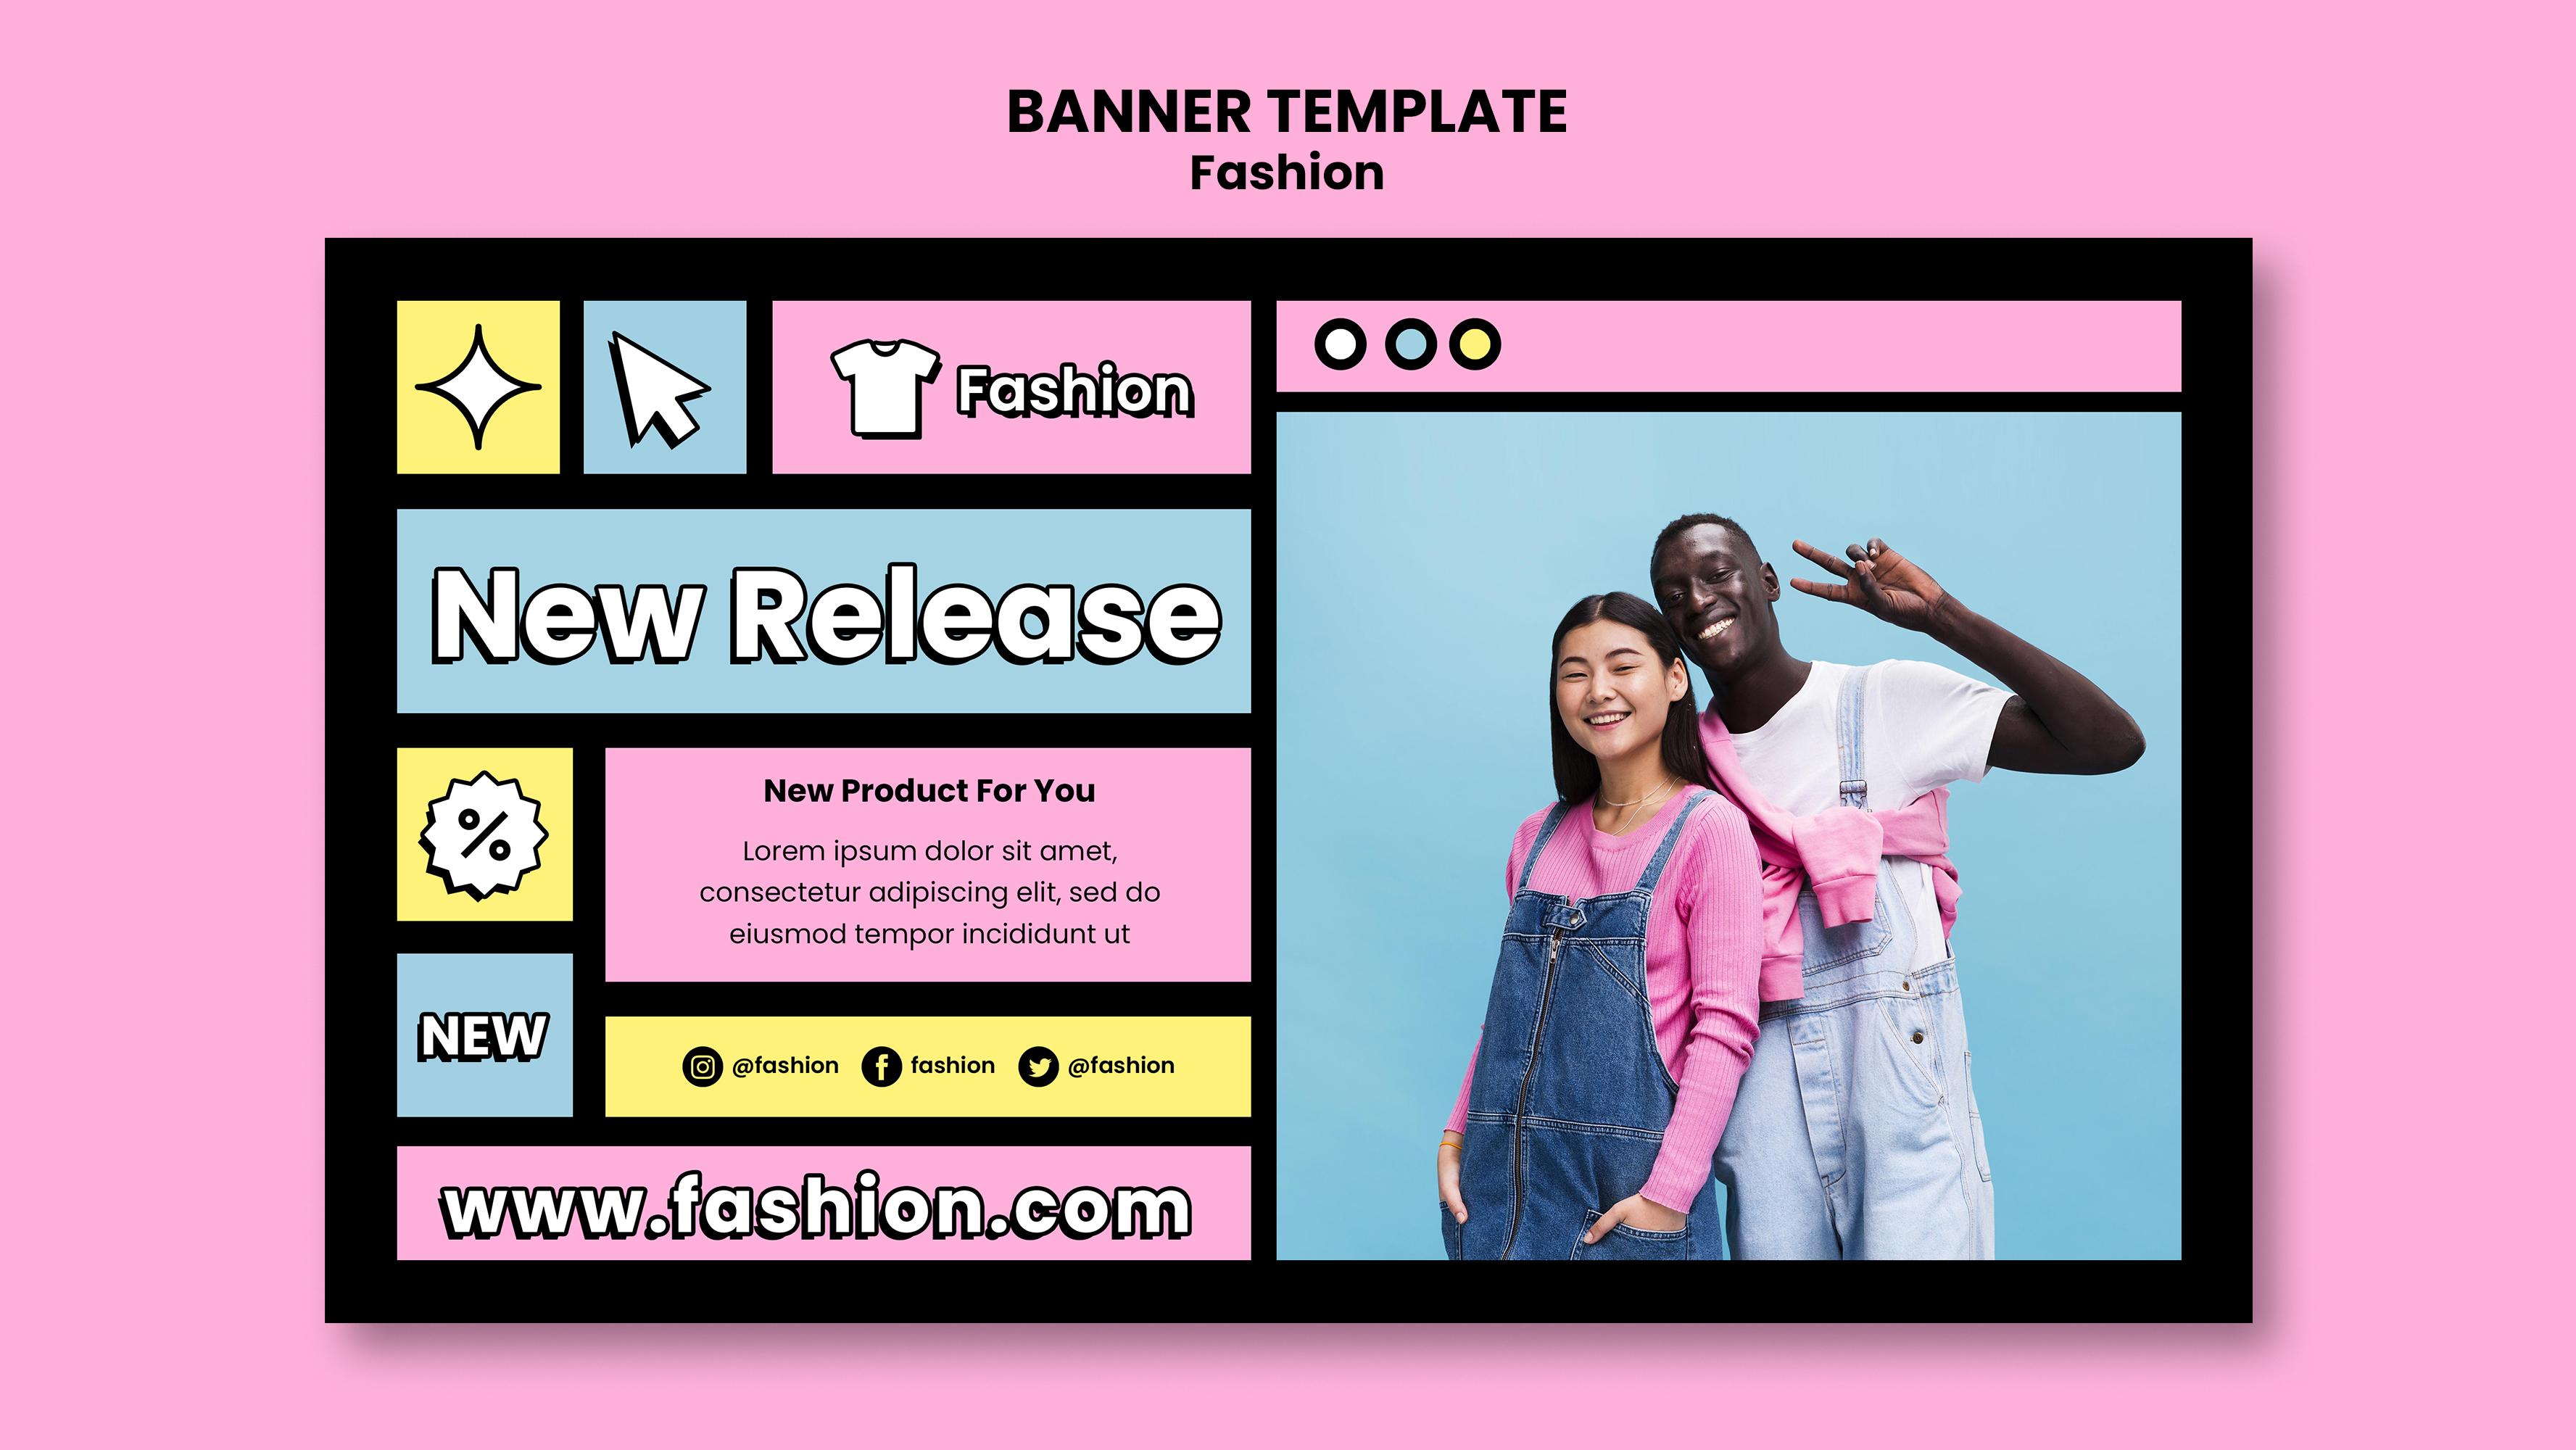 BANNER TEMPLATE
Fashion
Fashion
New Release
%
New Product For You
Lorem ipsum dolor sit amet,
consectetur adipiscing elit, sed do
eiusmod tempor incididunt ut
NEW
@fashion fashion @fashion
www.fashion.com